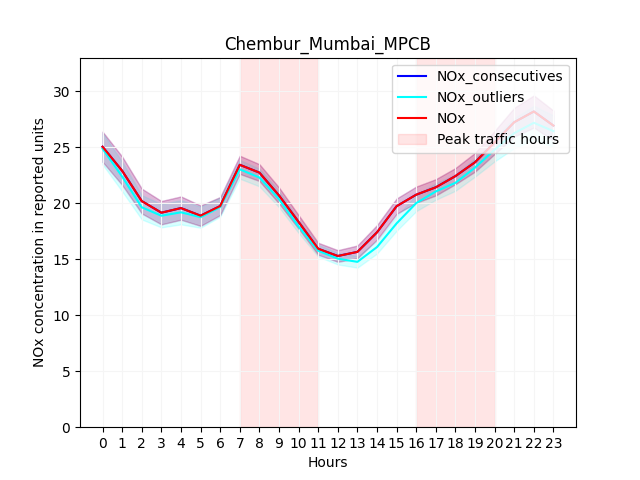 Chembur_Mumbai_MPCB
NOx concentration in reported units
30
25
20
15
10
5
0
NOx_consecutives
NOx_outliers
NOx
Peak traffic hours
0 1 2 3 4 5 6 7 8 9 10 11 12 13 14 15 16 17 18 19 20 21 22 23
Hours